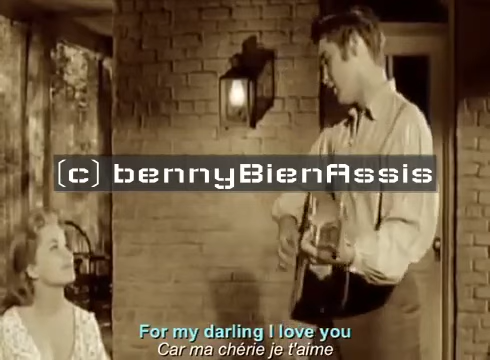 (c) bennyBienAssis
For my darling I love you
Car ma chérie je t'aime